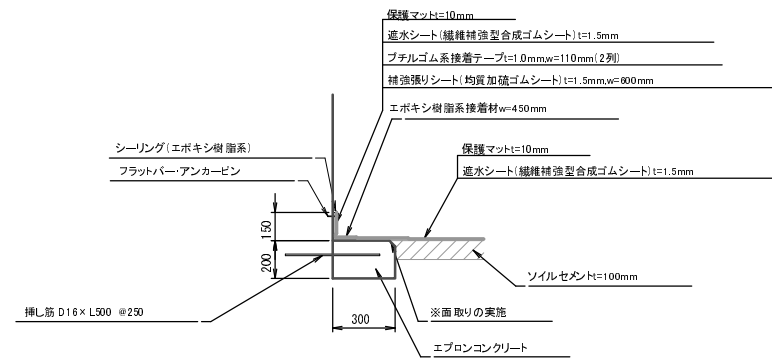 保護マットt=10mm
遮水シート(繊維補強型合成ゴムシート)t=1.5mm
ブチルゴム系接着テープt=1.0mm,w=110mm(2列)
補強張りシート(均質加硫ゴムシート)t=1.5mm,w=600mm
エポキシ樹脂系接着材w=450mm
シーリング(エポキシ樹脂系)
フラットバー・アンカーピン
保護マットt=10mm
遮水シート(繊維補強型合成ゴムシート)t=1.5mm
150
200
ソイルセメントt=100mm
挿し筋 D16×L500 @250
300
※面取りの実施
エプロンコンクリート